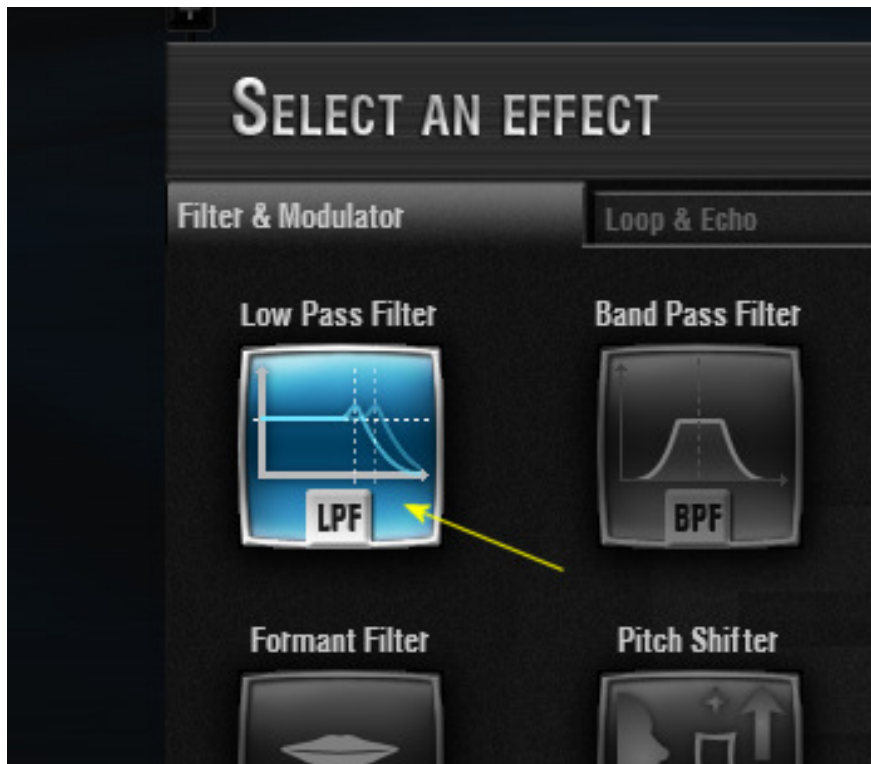 SELECT AN EFFECT
Filter & Modulator
Loop & Echo
Low Pass Filter
Band Pass Filter
LPF
BPF
Formant Filter
Pitch Shifter